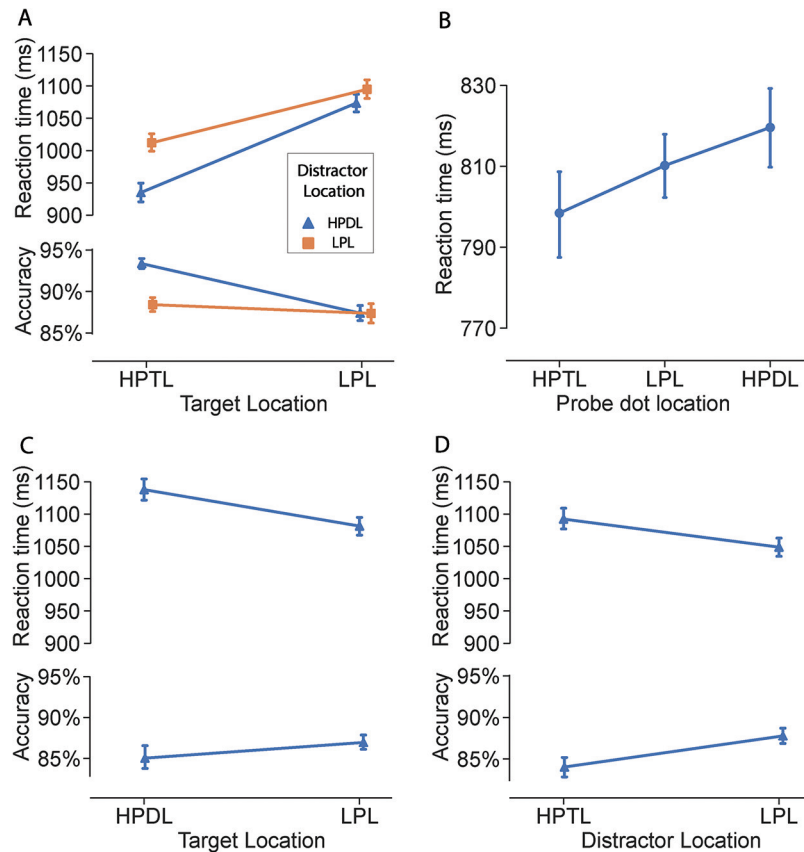 A
Reaction time (ms)
1150
1100
1050
1000
950
900
Distractor
Location
HPDL
LPL
Accuracy
95%
90%
85%
HPTL
LPL
Target Location
B
Reaction time (ms)
830
810
790
770
HPTL
LPL
HPDL
Probe dot location
C
Reaction time (ms)
1150
1100
1050
1000
950
900
Accuracy
95%
90%
85%
HPDL
LPL
Target Location
D
Reaction time (ms)
1150
1100
1050
1000
950
900
Accuracy
95%
90%
85%
HPTL
LPL
Distractor Location